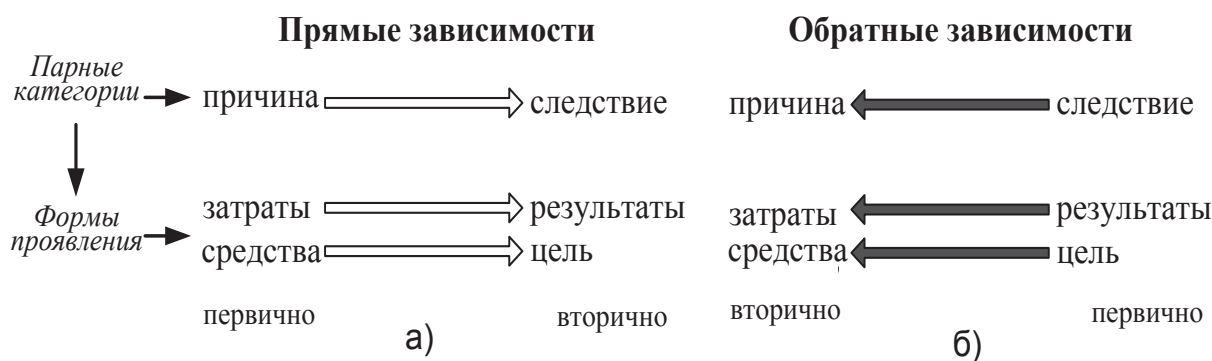 Прямые зависимости
Обратные зависимости
Парные
категории
причина
следствие
причина
следствие
Формы
проявления
затраты
результаты
затраты
результаты
средства
цель
средства
цель
первично
вторично
вторично
первично
а)
б)